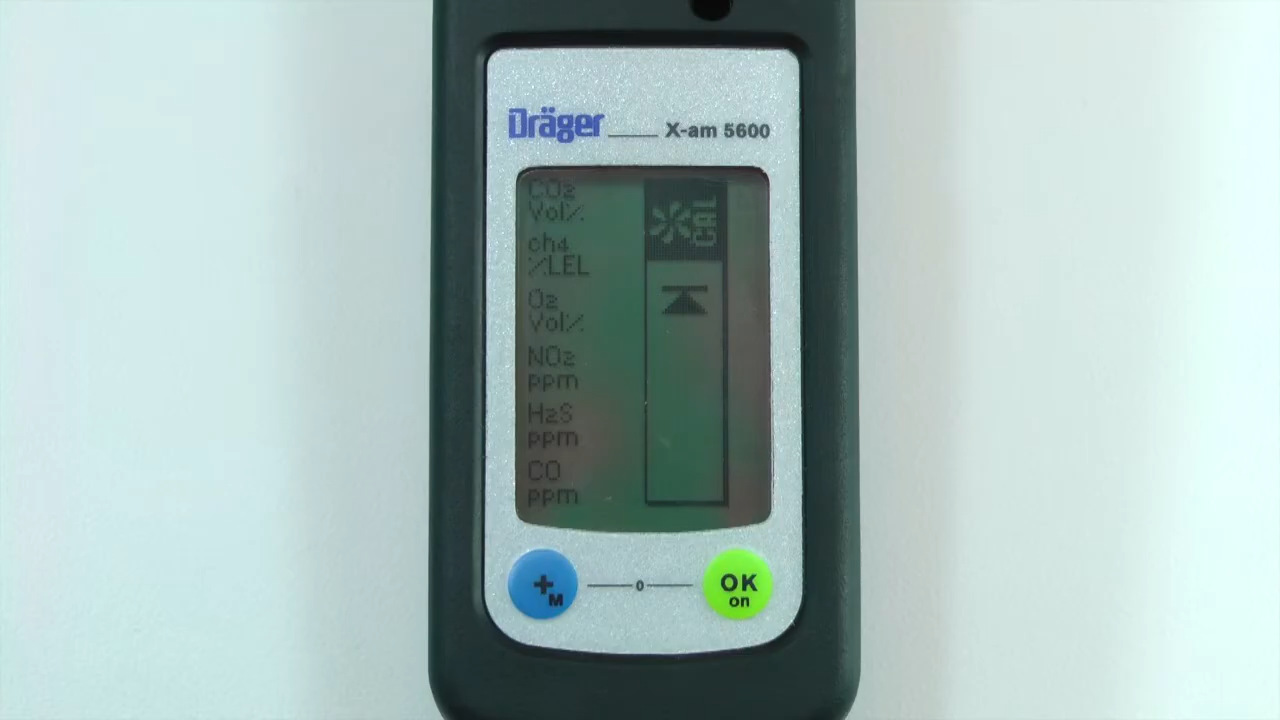 Dräger X-am 5600
CO₂
Vol%
CAL
ch₄
%LEL
O₂
Vol%
NO₂
ppm
H₂S
ppm
CO
ppm
+M 0 OK
on